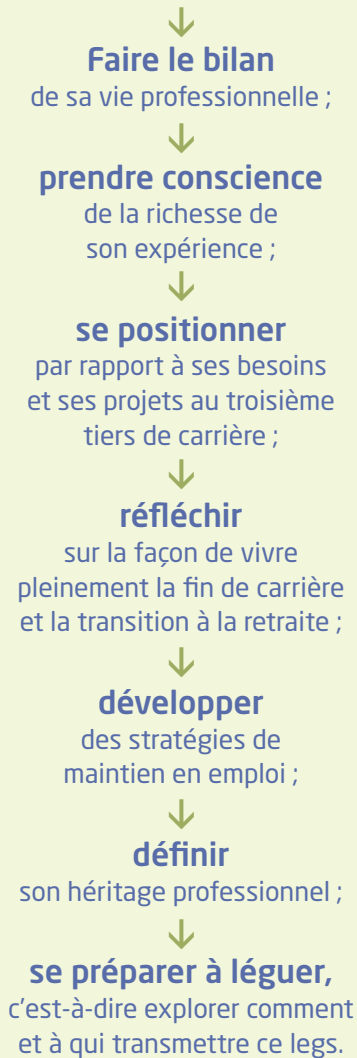 Faire le bilan
de sa vie professionnelle ;
prendre conscience
de la richesse de
son expérience ;
se positionner
par rapport à ses besoins
et ses projets au troisième
tiers de carrière ;
réfléchir
sur la façon de vivre
pleinement la fin de carrière
et la transition à la retraite ;
développer
des stratégies de
maintien en emploi ;
définir
son héritage professionnel ;
se préparer à léguer,
c'est-à-dire explorer comment
et à qui transmettre ce legs.